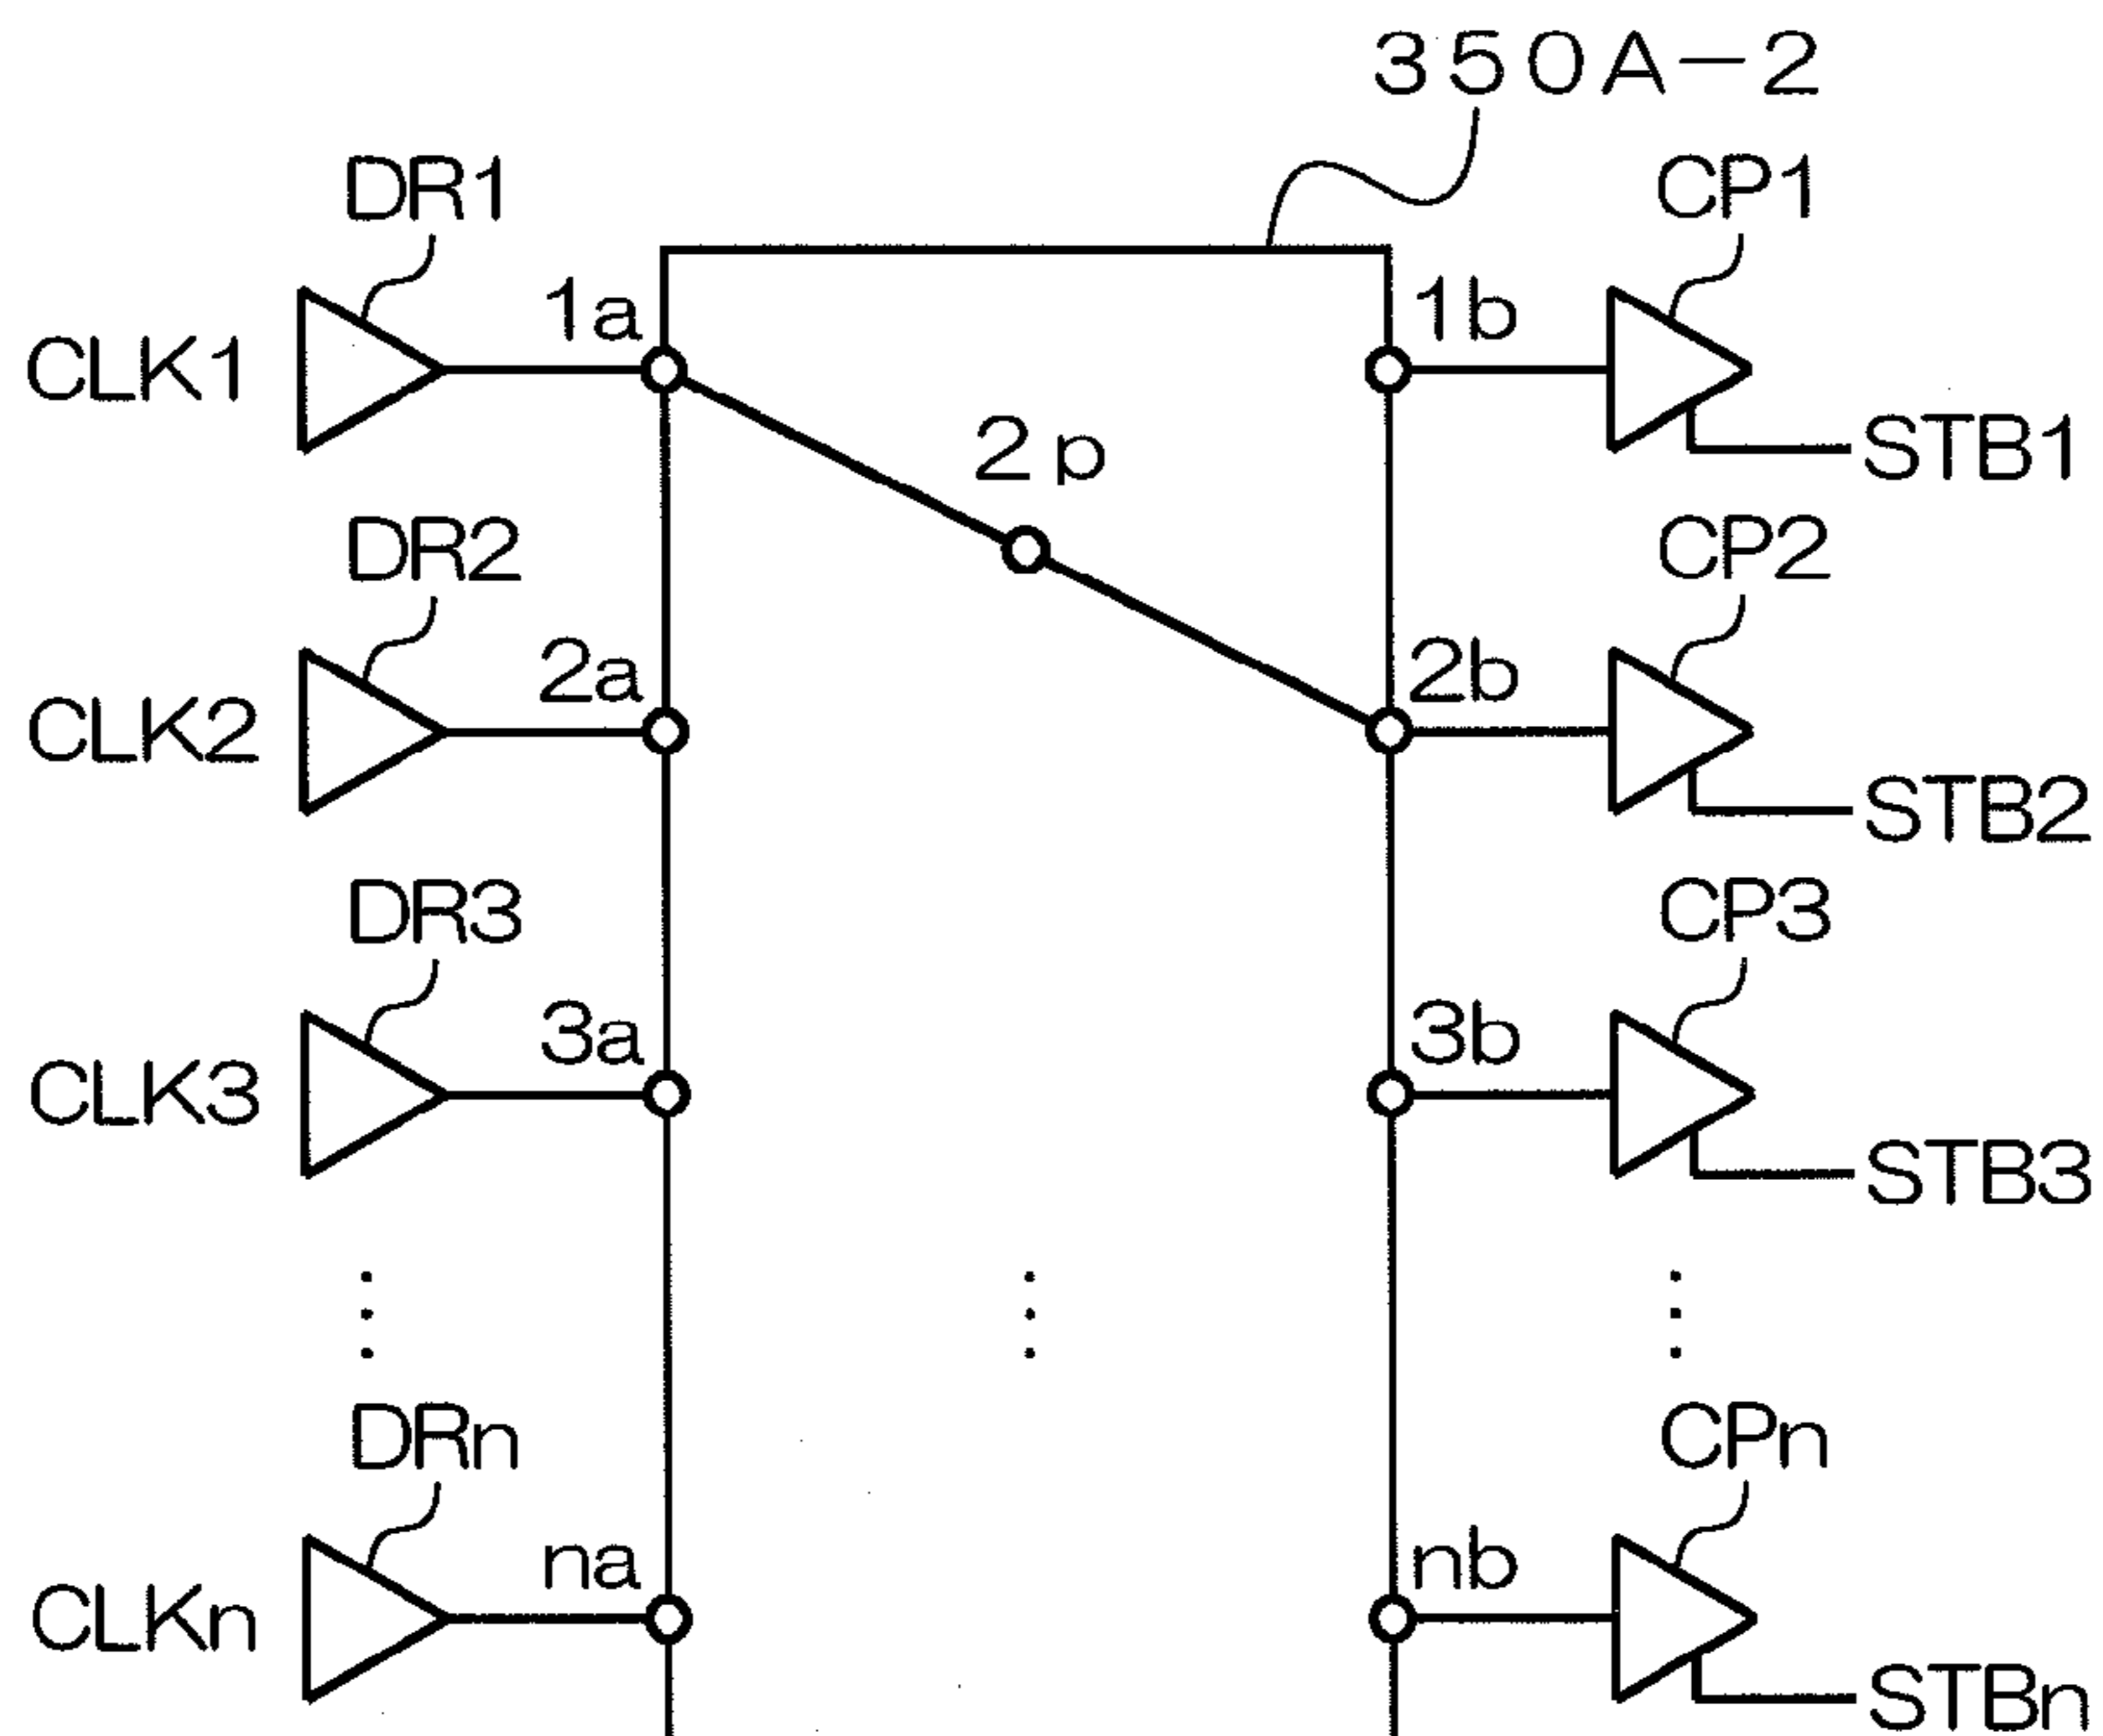 350A-2
DR1
CP1
1a
1b
CLK1
2p
STB1
DR2
CP2
2a
2b
CLK2
STB2
DR3
CP3
3a
3b
CLK3
STB3
DRn
CPn
na
nb
CLKn
STBn